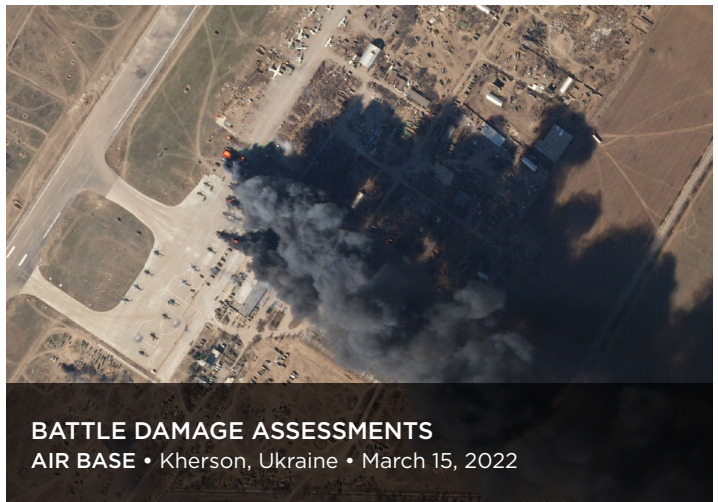 BATTLE DAMAGE ASSESSMENTS
AIR BASE • Kherson, Ukraine • March 15, 2022